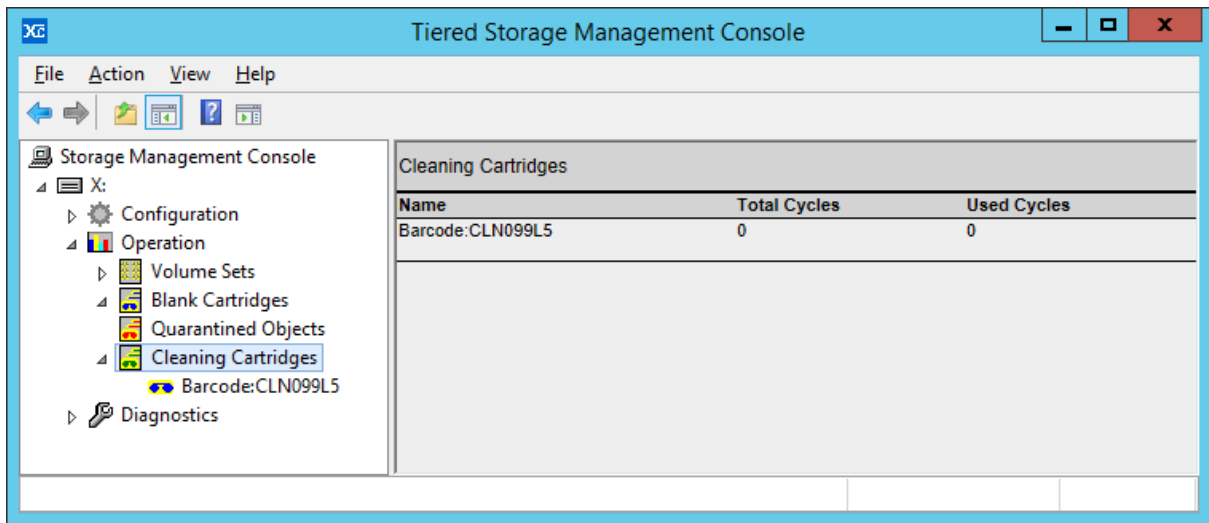 XC Tiered Storage Management Console
File Action View Help
Storage Management Console
X:
Configuration
Operation
Volume Sets
Blank Cartridges
Quarantined Objects
Cleaning Cartridges
Barcode:CLN099L5
Diagnostics
Cleaning Cartridges
Name Total Cycles Used Cycles
Barcode:CLN099L5 0 0